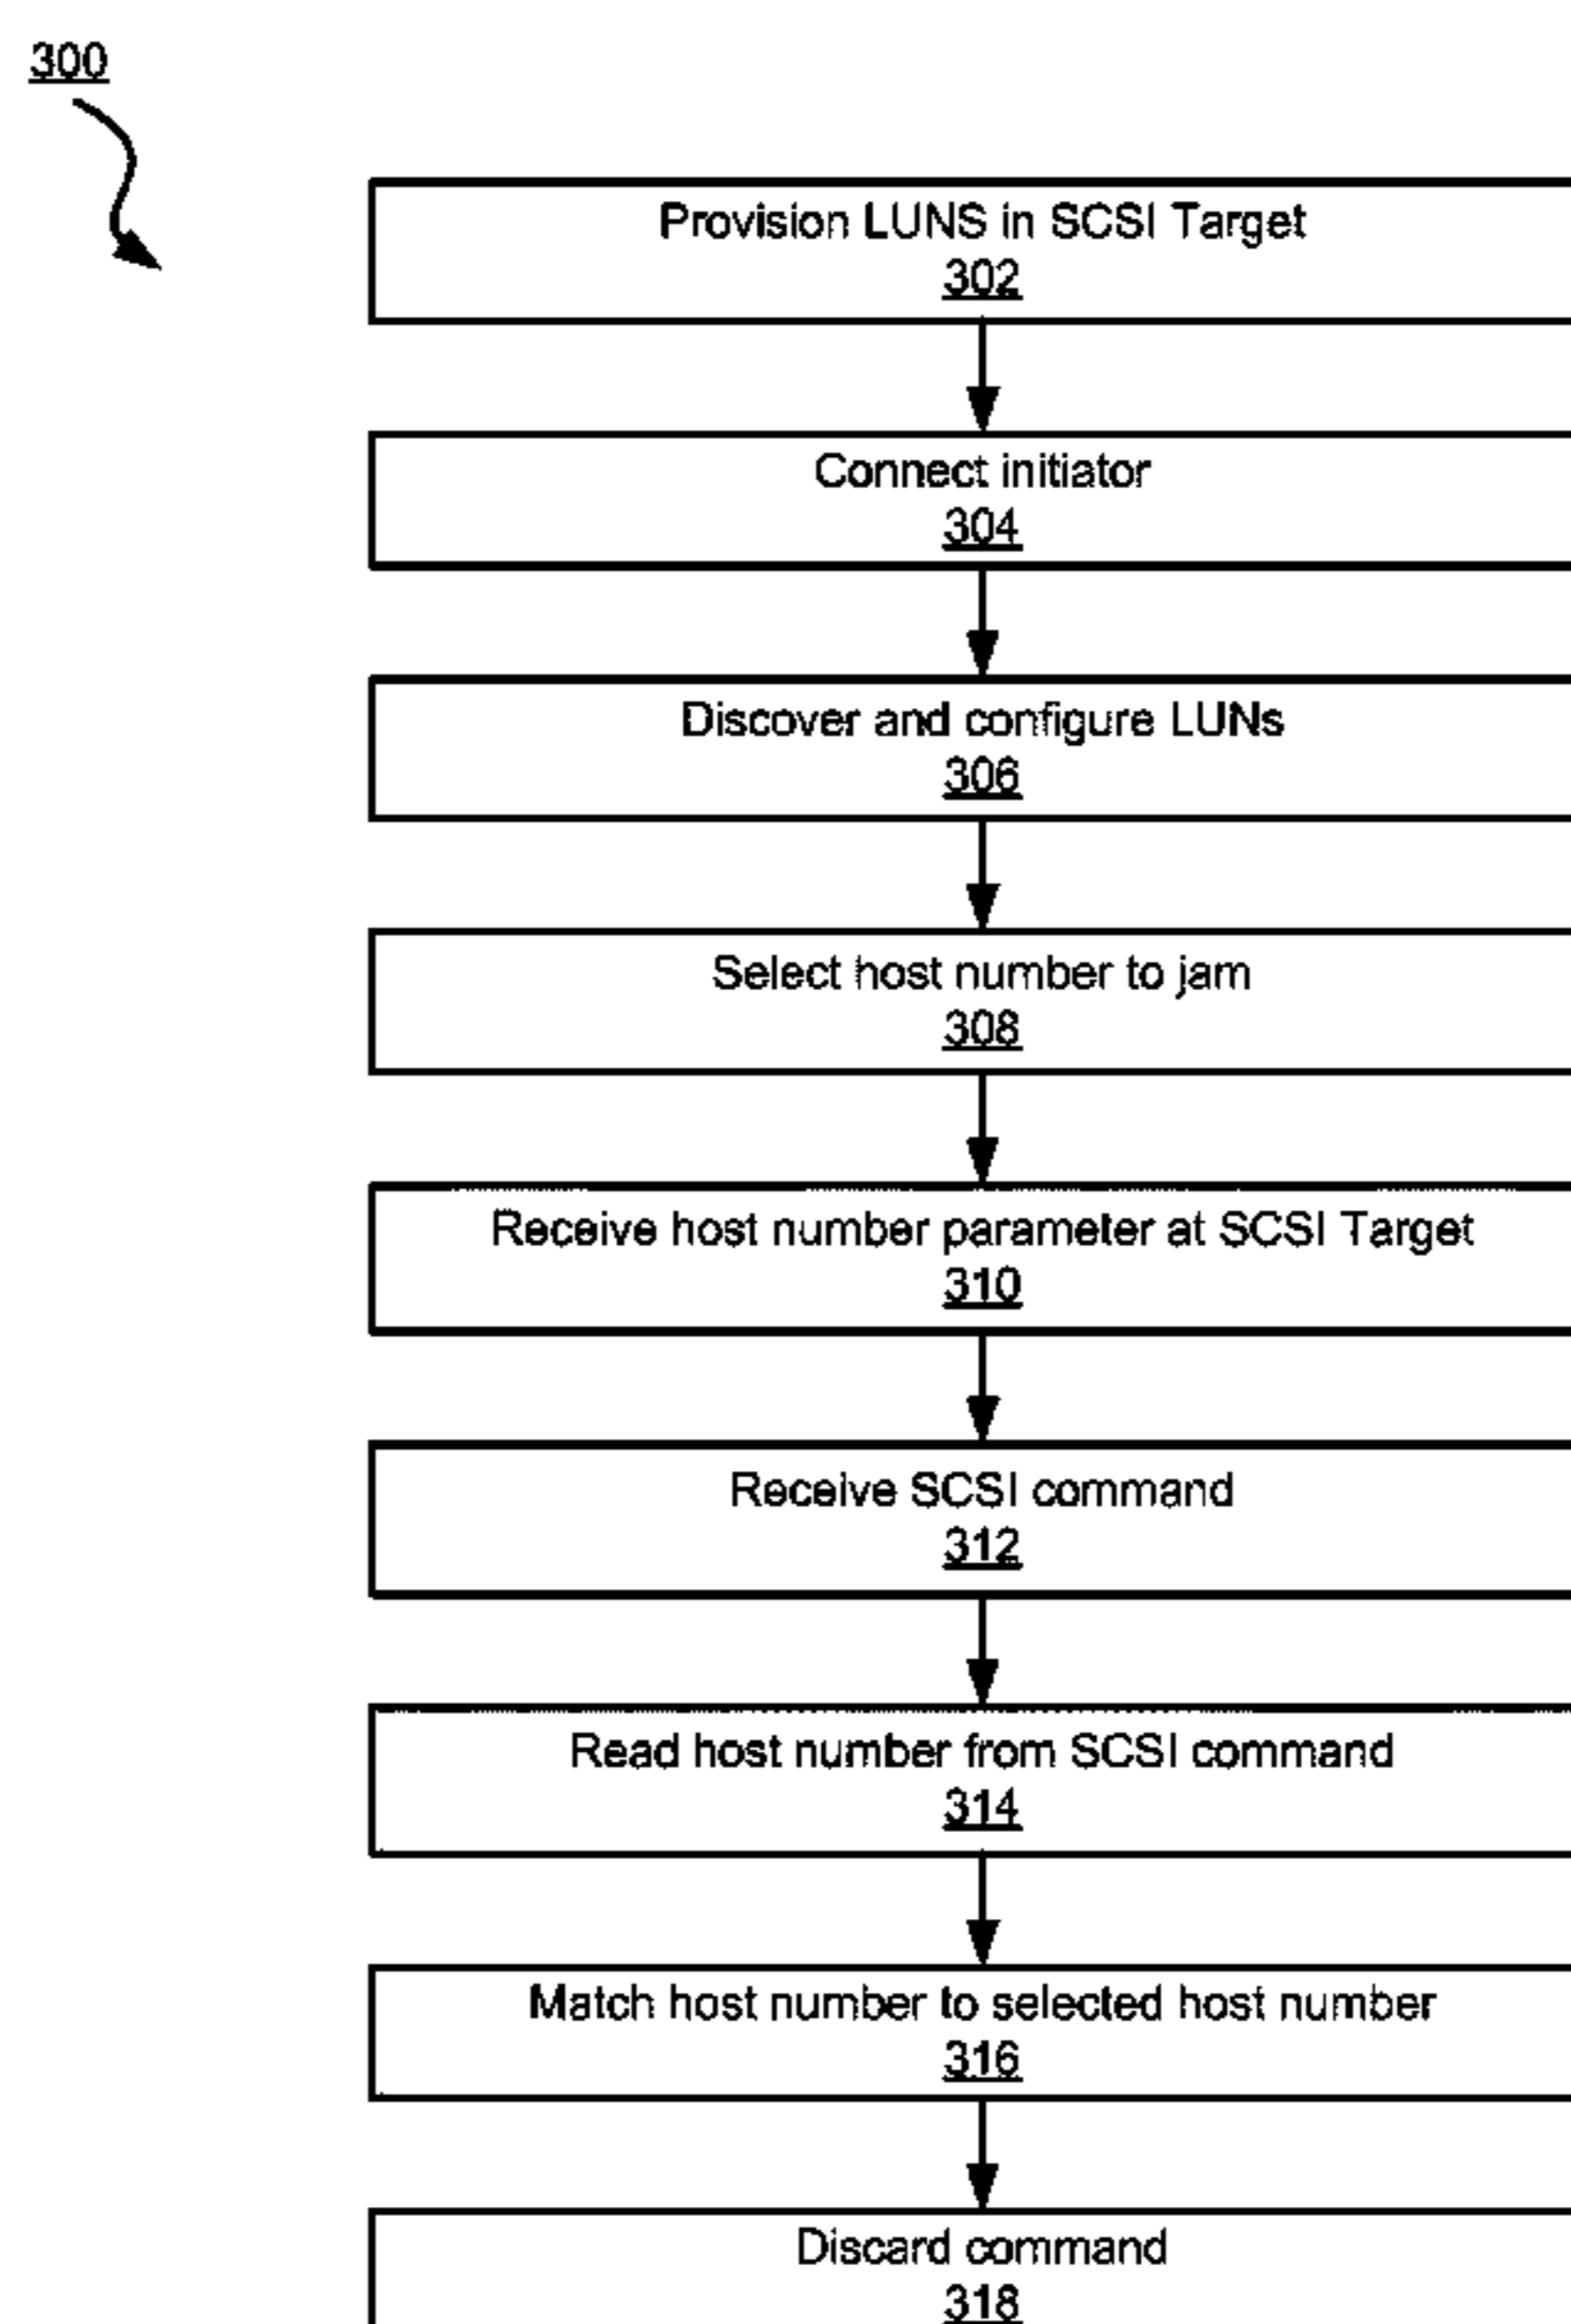 300
Provision LUNS in SCSI Target
302
Connect initiator
304
Discover and configure LUNs
306
Select host number to jam
308
Receive host number parameter at SCSI Target
310
Receive SCSI command
312
Read host number from SCSI command
314
Match host number to selected host number
316
Discard command
318